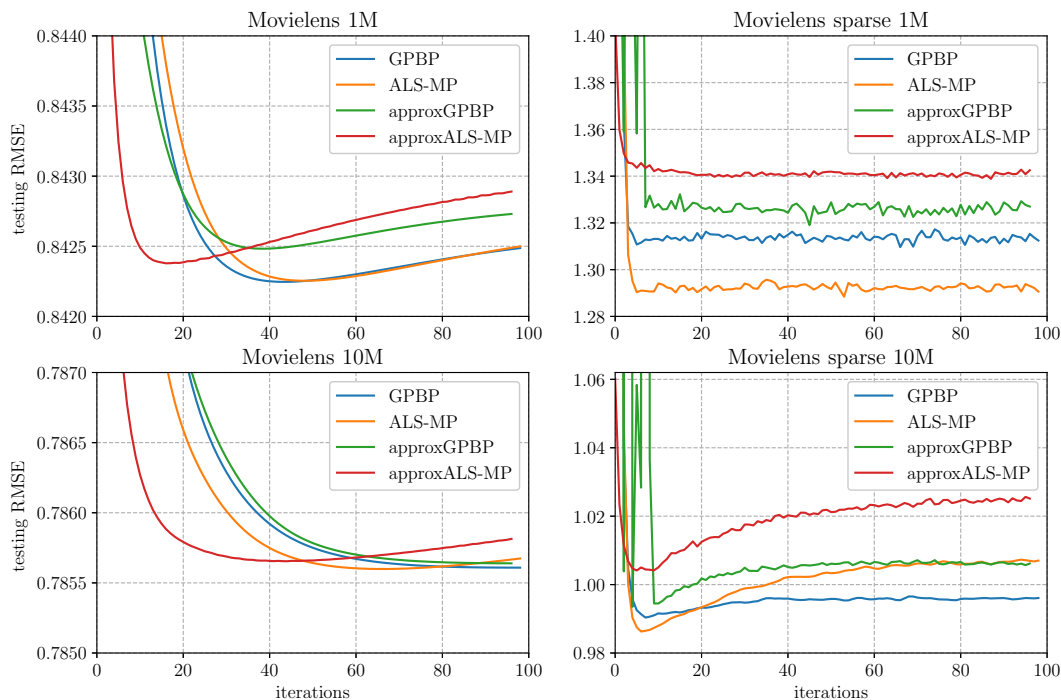 Movielens 1M
0.8440
0.8435
0.8430
0.8425
0.8420
testing RMSE
GPBP
ALS-MP
approxGPBP
approxALS-MP
0 20 40 60 80 100
Movielens sparse 1M
1.40
1.38
1.36
1.34
1.32
1.30
1.28
GPBP
ALS-MP
approxGPBP
approxALS-MP
0 20 40 60 80 100
Movielens 10M
0.7870
0.7865
0.7860
0.7855
0.7850
testing RMSE
GPBP
ALS-MP
approxGPBP
approxALS-MP
0 20 40 60 80 100
iterations
Movielens sparse 10M
1.06
1.04
1.02
1.00
0.98
GPBP
ALS-MP
approxGPBP
approxALS-MP
0 20 40 60 80 100
iterations